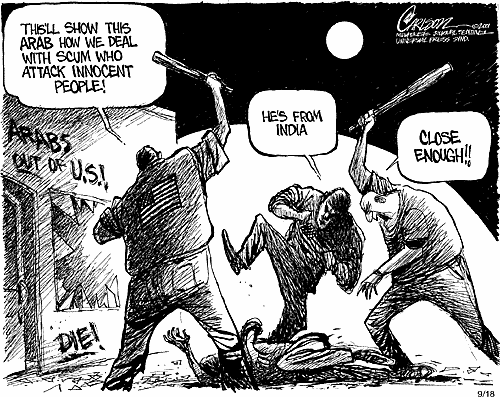 THIS'LL SHOW THIS
ARAB HOW WE DEAL
WITH SCUM WHO
ATTACK INNOCENT
PEOPLE!
HE'S FROM
INDIA
CLOSE
ENOUGH!!
ARABS
OUT OF U.S.!
DIE!
CARLSON ©2001
MILWAUKEE JOURNAL SENTINEL
UNIVERSAL PRESS SYND.
9/18